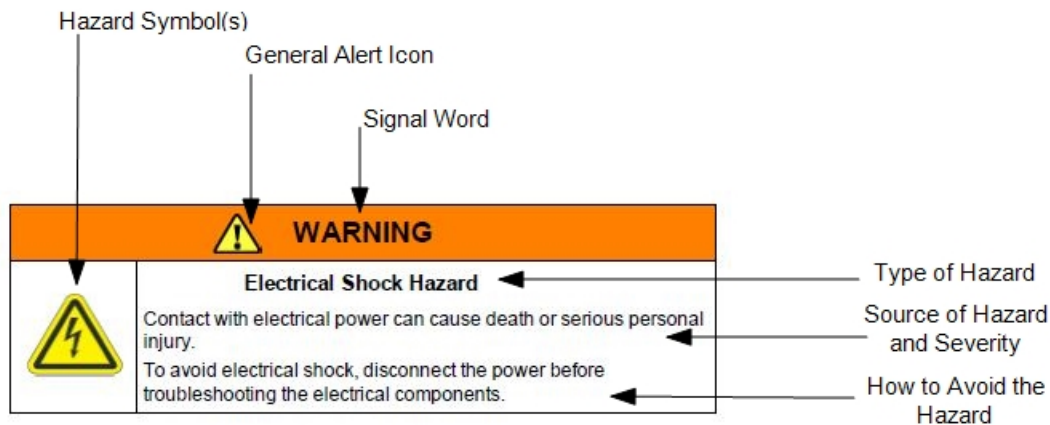 Hazard Symbol(s)
General Alert Icon
Signal Word
WARNING
Electrical Shock Hazard
Contact with electrical power can cause death or serious personal
injury.
To avoid electrical shock, disconnect the power before
troubleshooting the electrical components.
Type of Hazard
Source of Hazard
and Severity
How to Avoid the
Hazard